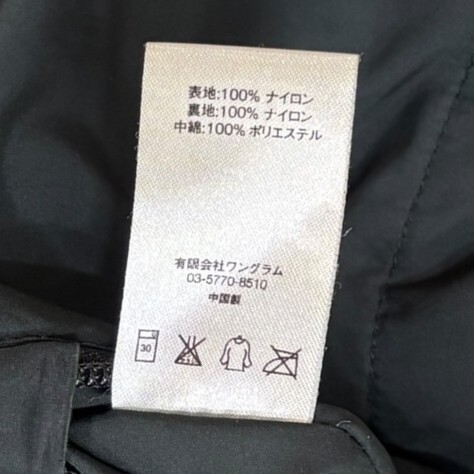 表地:100% ナイロン
裏地:100% ナイロン
中綿:100% ポリエステル
有限会社ワングラム
03-5770-8510
中国製
30